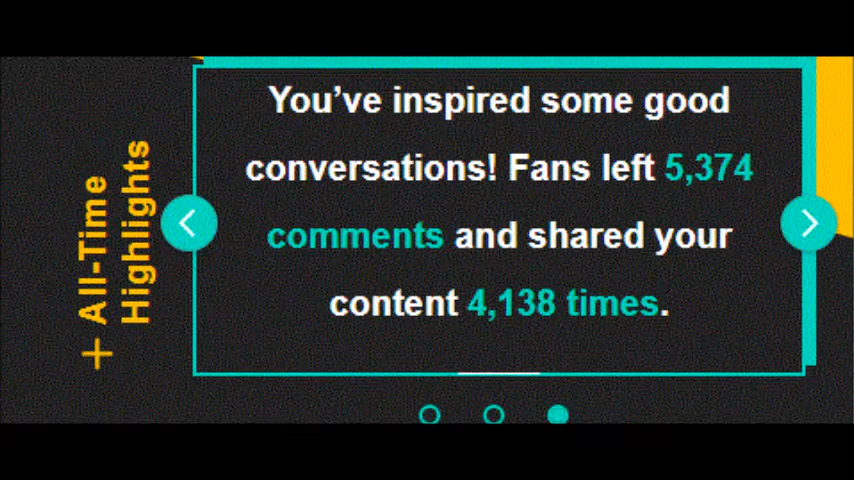 You’ve inspired some good
conversations! Fans left 5,374
comments and shared your
content 4,138 times.
+ All-Time
Highlights